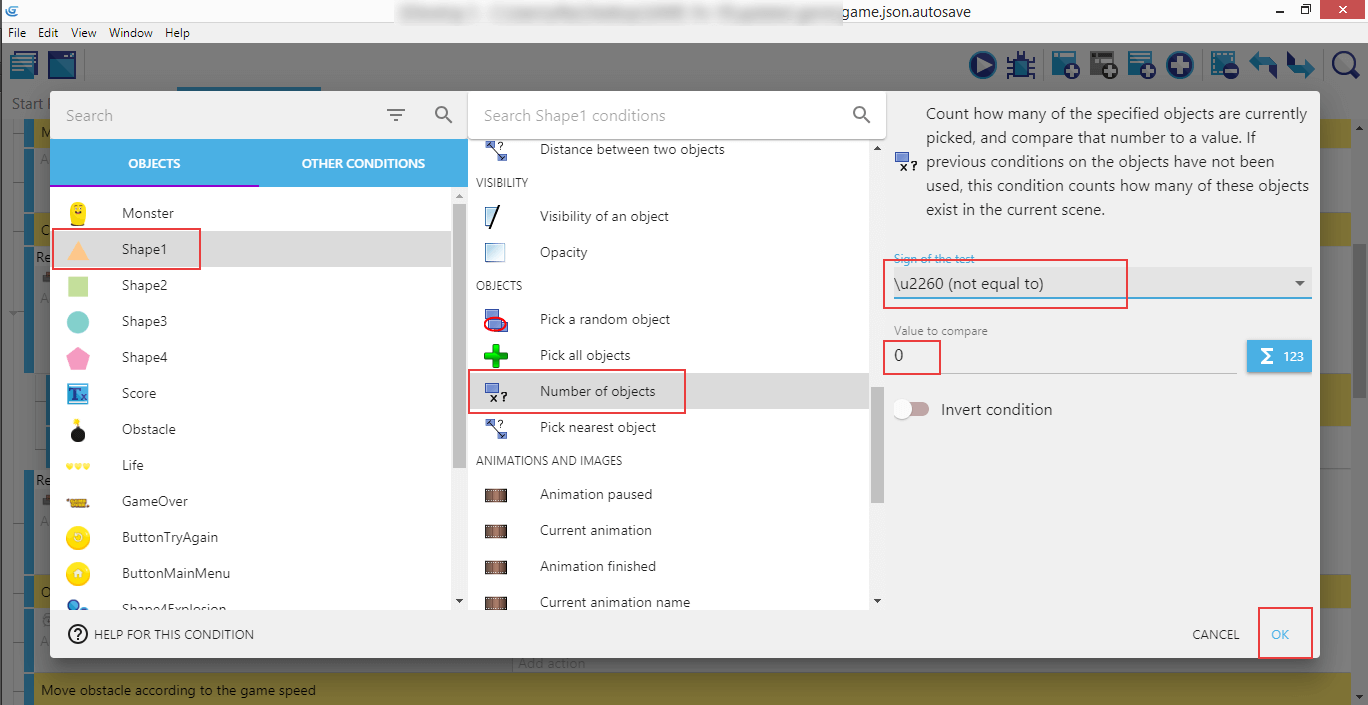 game.json.autosave
File Edit View Window Help
Start
Search
Search Shape1 conditions
OBJECTS
OTHER CONDITIONS
Monster
Shape1
Shape2
Shape3
Shape4
Score
Obstacle
Life
GameOver
ButtonTryAgain
ButtonMainMenu
Shape4Explosion
Distance between two objects
VISIBILITY
Visibility of an object
Opacity
OBJECTS
Pick a random object
Pick all objects
Number of objects
Pick nearest object
ANIMATIONS AND IMAGES
Animation paused
Current animation
Animation finished
Current animation name
Count how many of the specified objects are currently
picked, and compare that number to a value. If
previous conditions on the objects have not been
used, this condition counts how many of these objects
exist in the current scene.
Sign of the test
\u2260 (not equal to)
Value to compare
0
Σ 123
Invert condition
? HELP FOR THIS CONDITION
CANCEL
OK
Add action
Move obstacle according to the game speed